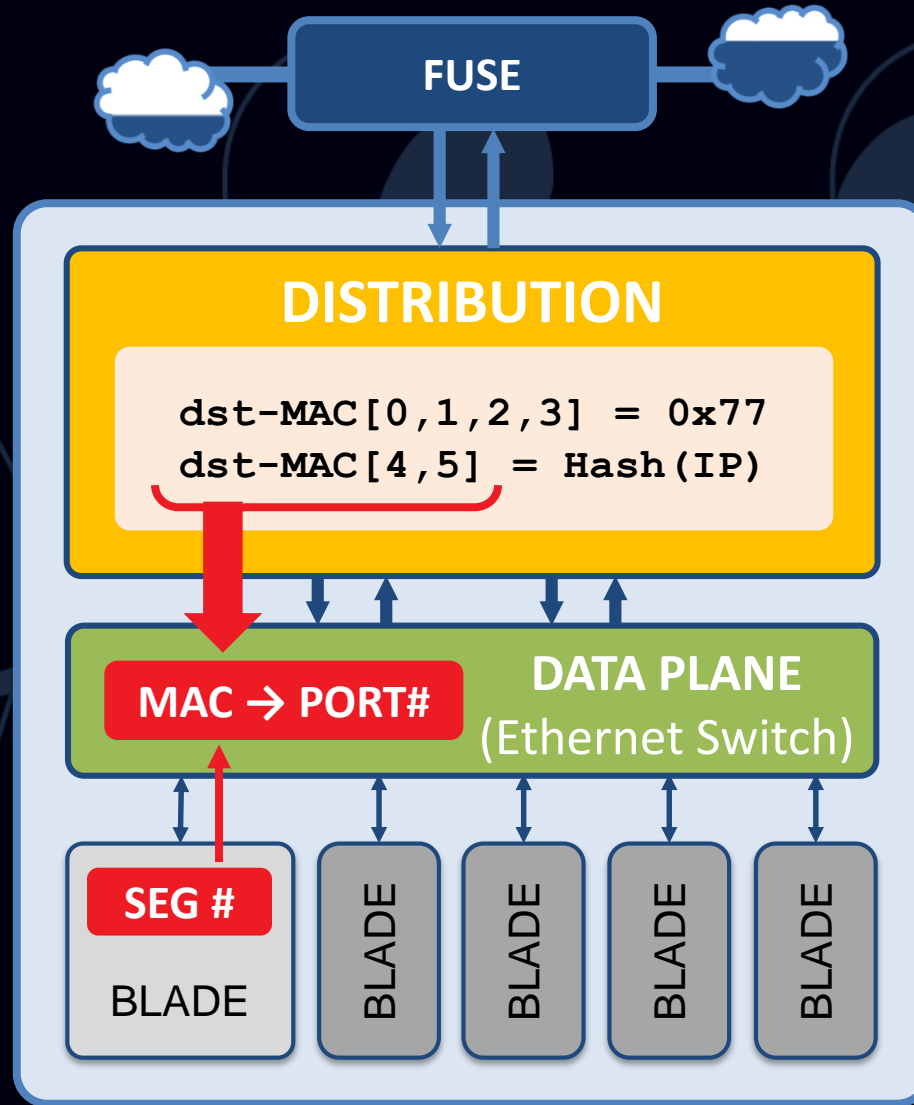 FUSE
DISTRIBUTION
dst-MAC[0,1,2,3] = 0x77
dst-MAC[4,5] = Hash(IP)
MAC → PORT#
DATA PLANE
(Ethernet Switch)
SEG #
BLADE
BLADE
BLADE
BLADE
BLADE